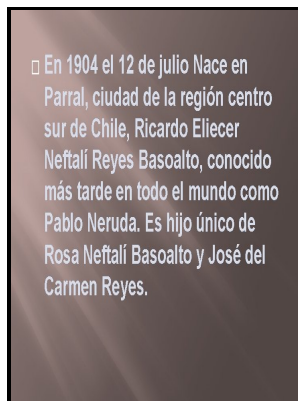 En 1904 el 12 de julio Nace en
Parral, ciudad de la región centro
sur de Chile, Ricardo Eliecer
Neftalí Reyes Basoalto, conocido
más tarde en todo el mundo como
Pablo Neruda. Es hijo único de
Rosa Neftalí Basoalto y José del
Carmen Reyes.